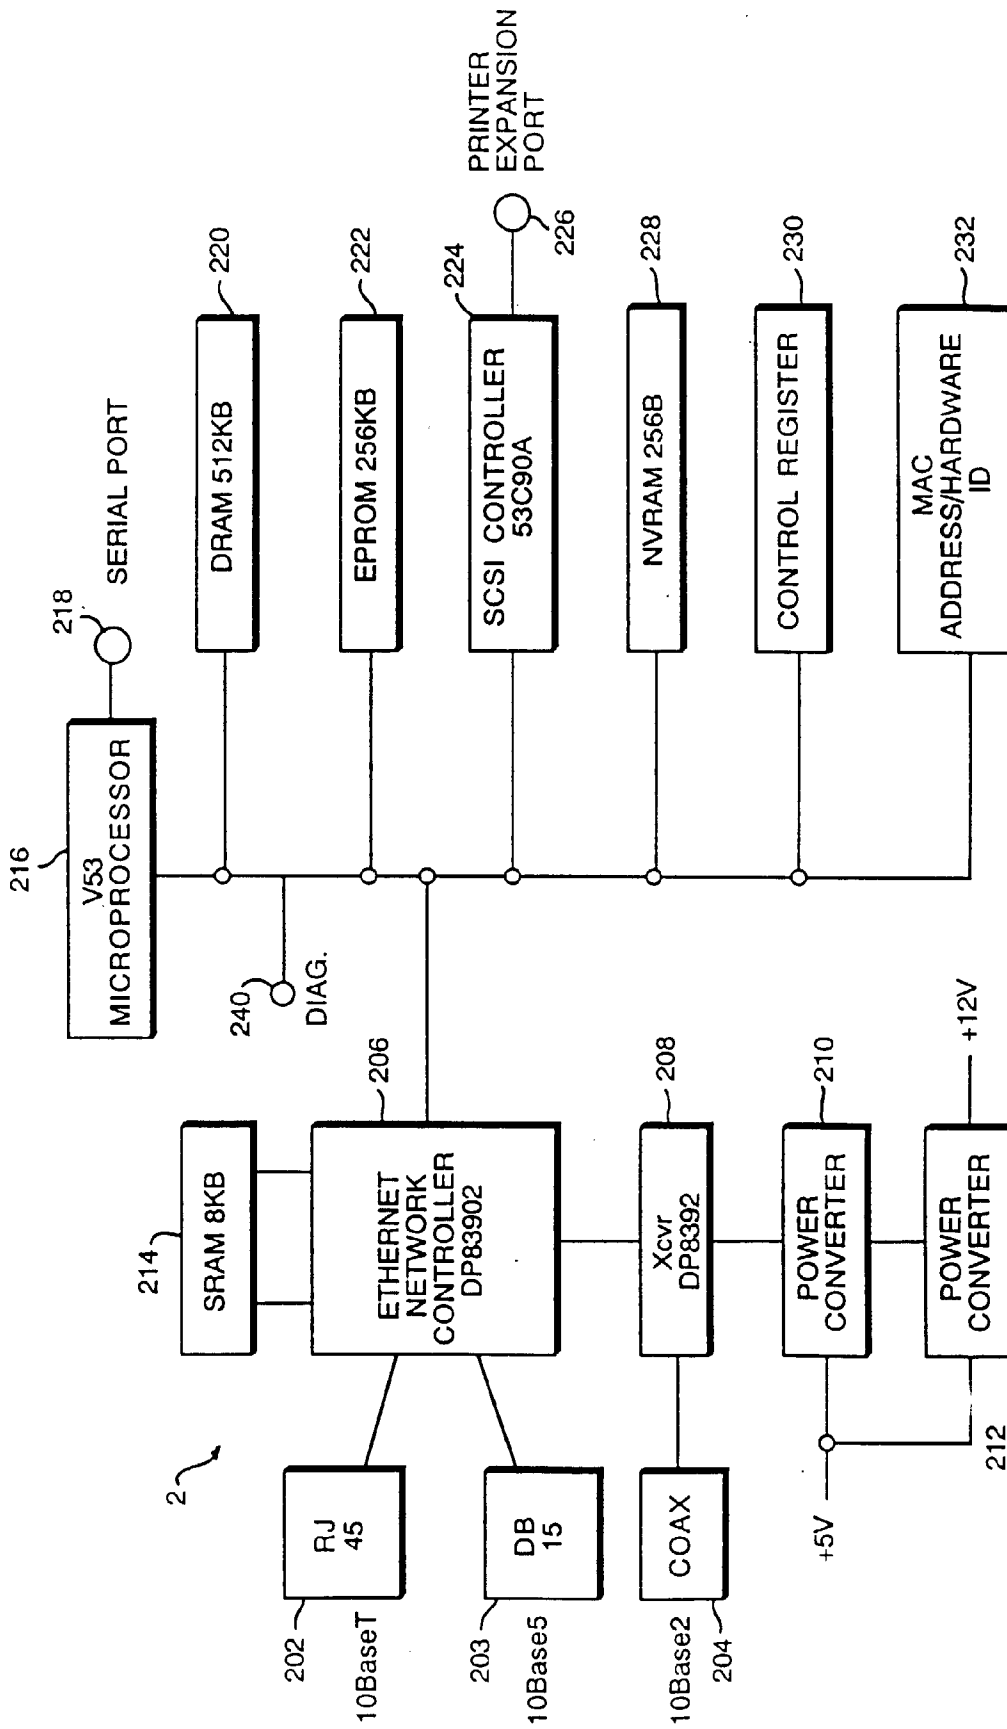 2
202
RJ
45
10BaseT
203
DB
15
10Base5
204
COAX
10Base2
214
SRAM 8KB
206
ETHERNET
NETWORK
CONTROLLER
DP83902
208
Xcvr
DP8392
210
POWER
CONVERTER
+5V
212
POWER
CONVERTER
+12V
216
V53
MICROPROCESSOR
218
SERIAL PORT
240
DIAG.
220
DRAM 512KB
222
EPROM 256KB
224
SCSI CONTROLLER
53C90A
226
PRINTER
EXPANSION
PORT
228
NVRAM 256B
230
CONTROL REGISTER
232
MAC
ADDRESS/HARDWARE
ID